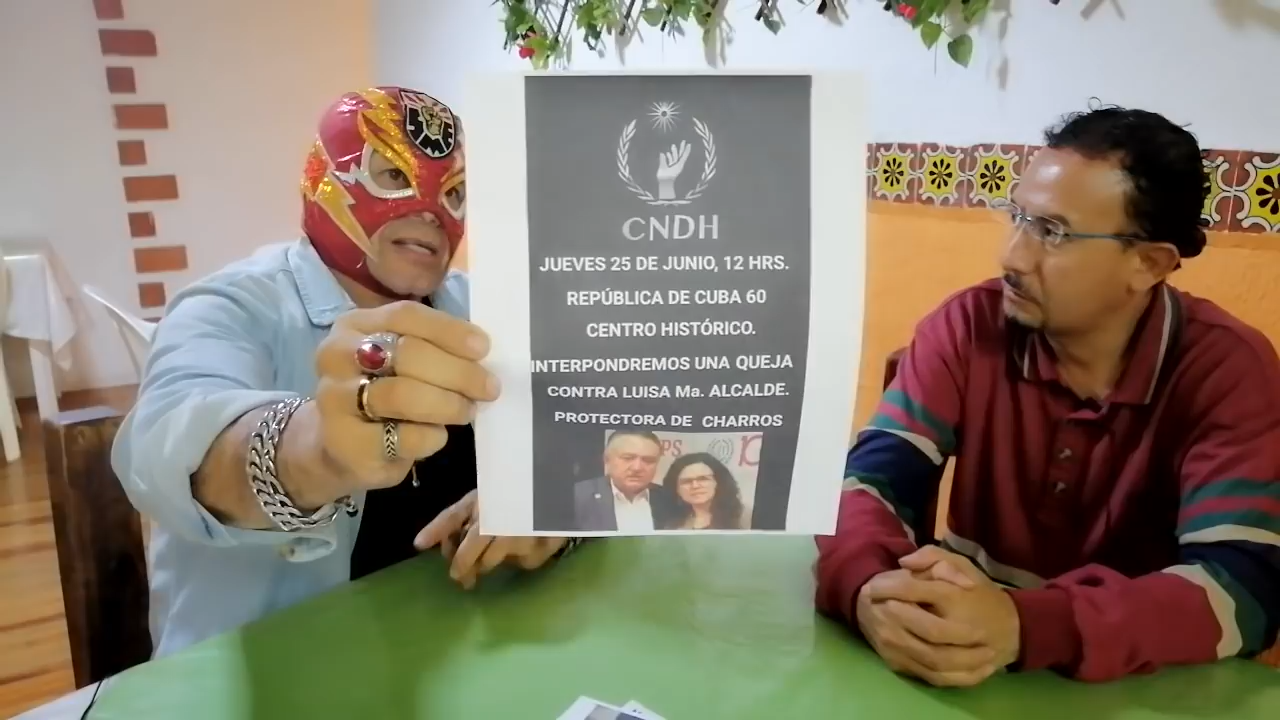 CNDH
JUEVES 25 DE JUNIO, 12 HRS.
REPÚBLICA DE CUBA 60
CENTRO HISTÓRICO.
INTERPONDREMOS UNA QUEJA
CONTRA LUISA Ma. ALCALDE.
PROTECTORA DE CHARROS